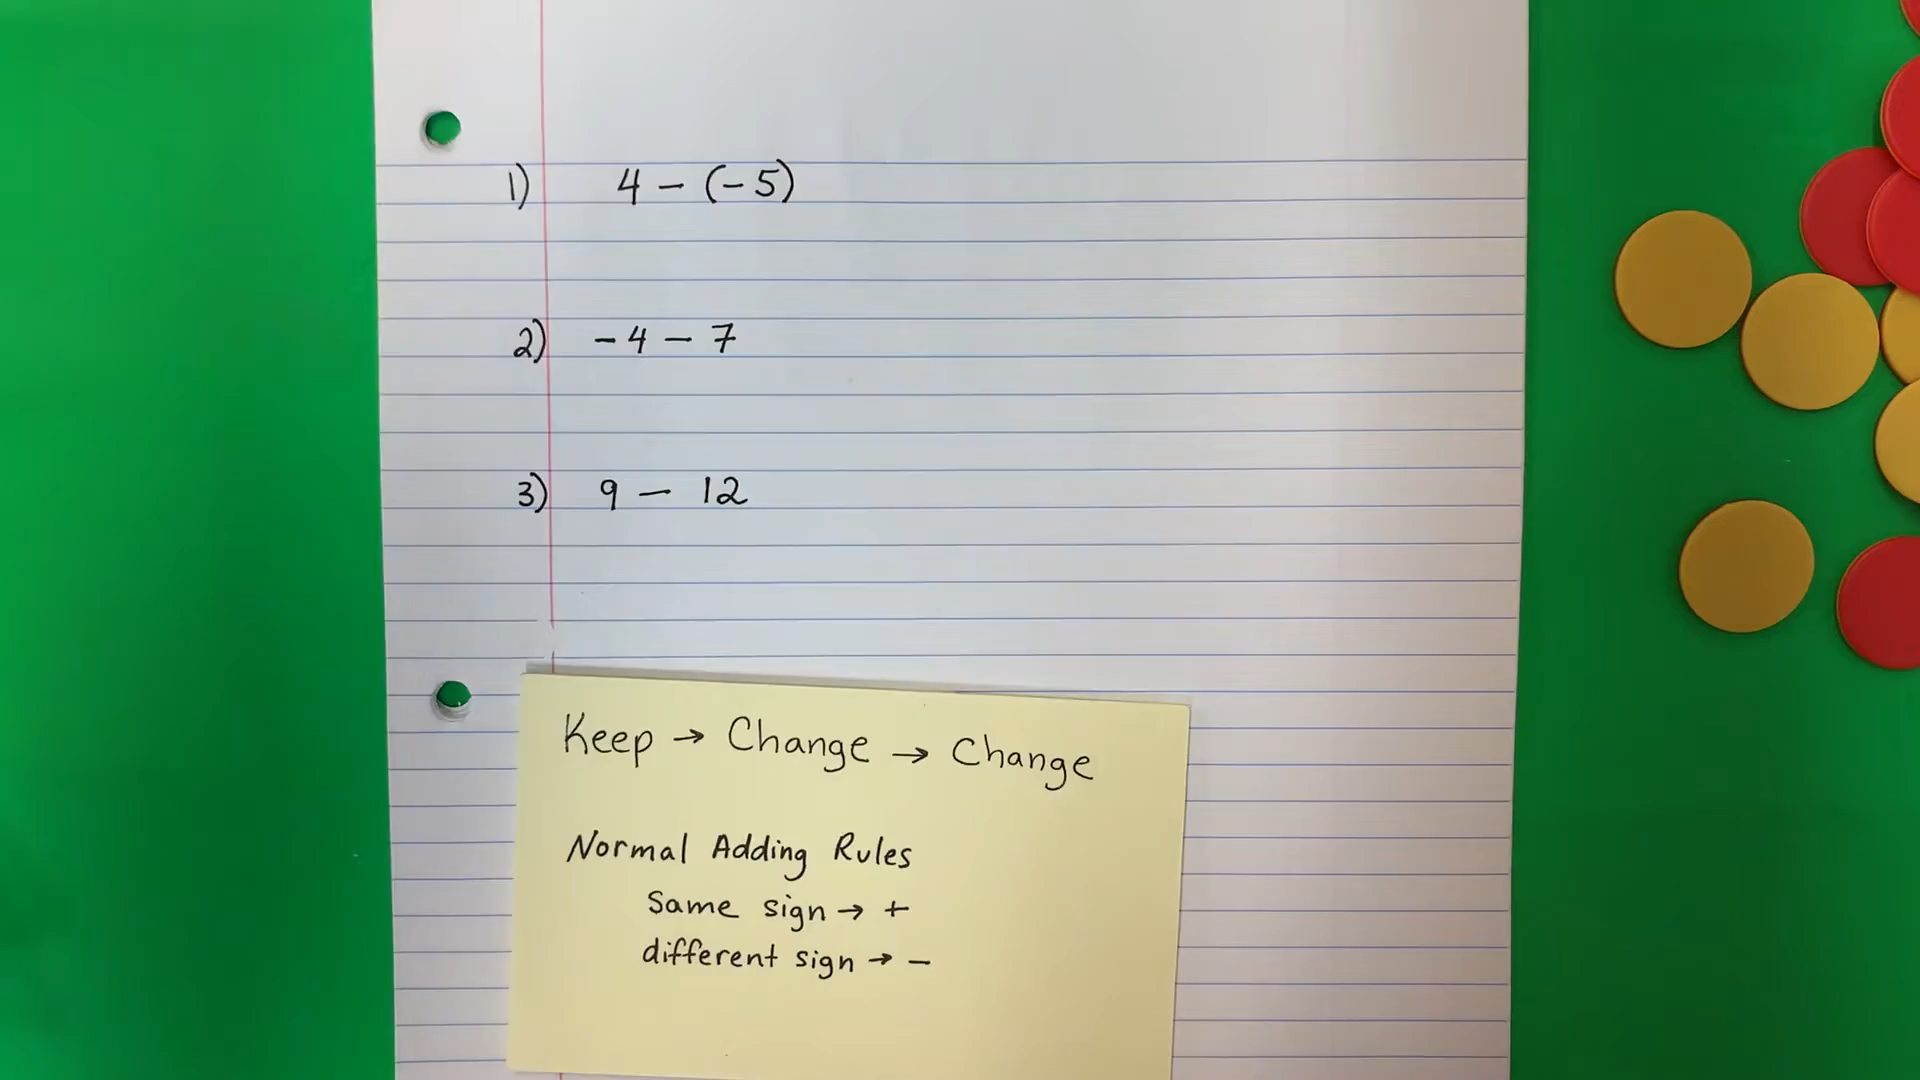 1) 4 - (-5)
2) -4 - 7
3) 9 - 12
Keep → Change → Change
Normal Adding Rules
Same sign → +
different sign → -